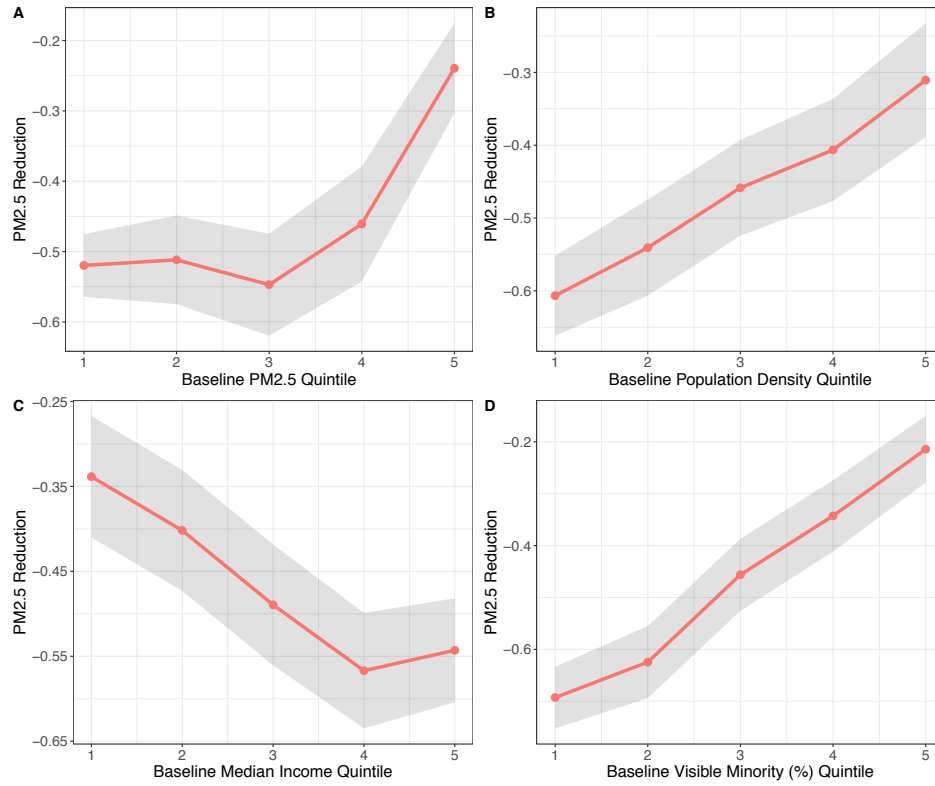 A
PM2.5 Reduction
−0.2
−0.3
−0.4
−0.5
−0.6
1 2 3 4 5
Baseline PM2.5 Quintile
B
PM2.5 Reduction
−0.3
−0.4
−0.5
−0.6
1 2 3 4 5
Baseline Population Density Quintile
C
PM2.5 Reduction
−0.25
−0.35
−0.45
−0.55
−0.65
1 2 3 4 5
Baseline Median Income Quintile
D
PM2.5 Reduction
−0.2
−0.4
−0.6
1 2 3 4 5
Baseline Visible Minority (%) Quintile